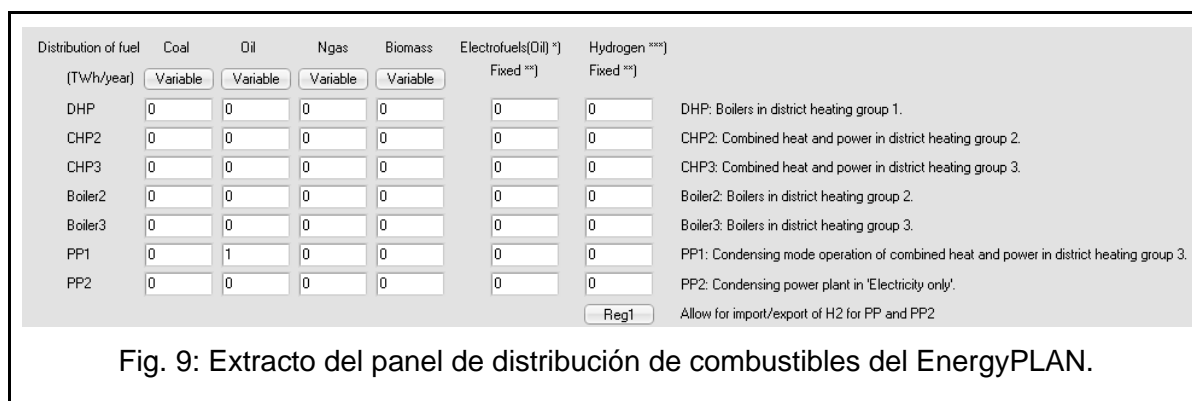 Distribution of fuel Coal Oil Ngas Biomass Electrofuels(Oil) *) Hydrogen ***)
(TWh/year) Variable Variable Variable Variable Fixed **) Fixed **)
DHP 0 0 0 0 0 0 DHP: Boilers in district heating group 1.
CHP2 0 0 0 0 0 0 CHP2: Combined heat and power in district heating group 2.
CHP3 0 0 0 0 0 0 CHP3: Combined heat and power in district heating group 3.
Boiler2 0 0 0 0 0 0 Boiler2: Boilers in district heating group 2.
Boiler3 0 0 0 0 0 0 Boiler3: Boilers in district heating group 3.
PP1 0 1 0 0 0 0 PP1: Condensing mode operation of combined heat and power in district heating group 3.
PP2 0 0 0 0 0 0 PP2: Condensing power plant in 'Electricity only'.
Reg1 Allow for import/export of H2 for PP and PP2
Fig. 9: Extracto del panel de distribución de combustibles del EnergyPLAN.